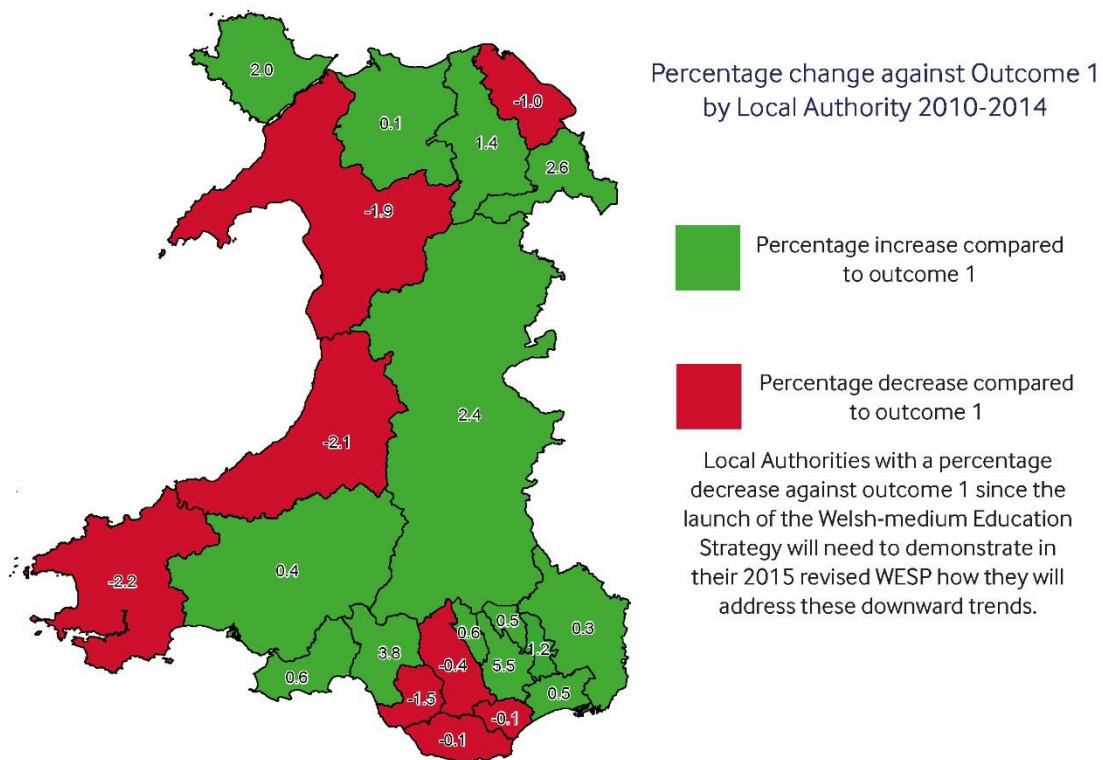 Percentage change against Outcome 1
by Local Authority 2010-2014
2.0
0.1
1.4
-1.0
2.6
-1.9
2.4
-2.1
-2.2
0.4
0.6
3.8
-1.5
-0.4
0.6
0.5
5.5
1.2
0.3
0.5
-0.1
-0.1
Percentage increase compared
to outcome 1
Percentage decrease compared
to outcome 1
Local Authorities with a percentage
decrease against outcome 1 since the
launch of the Welsh-medium Education
Strategy will need to demonstrate in
their 2015 revised WESP how they will
address these downward trends.